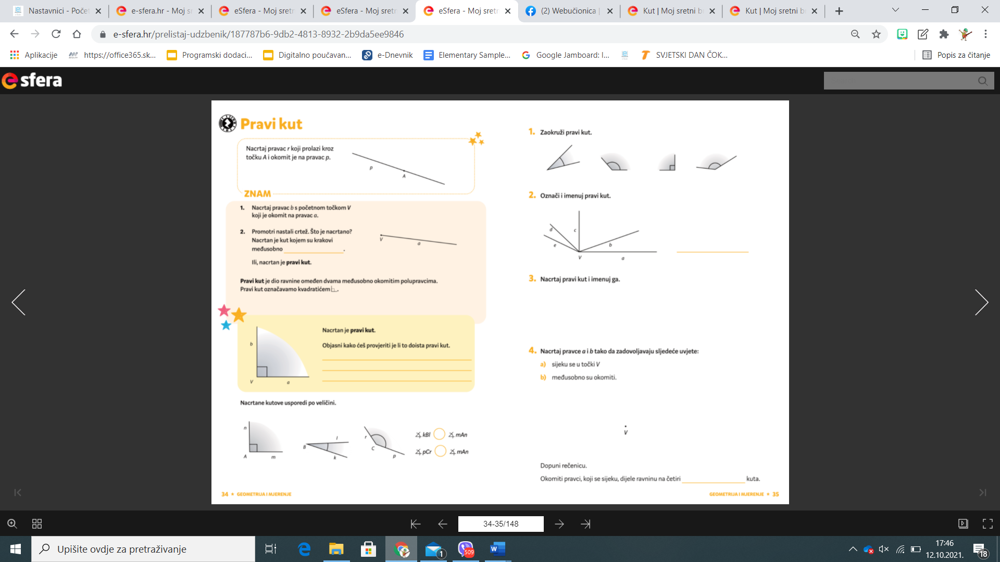 Nastavnici - Počet
e-sfera.hr - Moj sr
eSfera - Moj sretn
eSfera - Moj sretn
eSfera - Moj sretn
(2) Webučionica |
Kut | Moj sretni br
Kut | Moj sretni br
e-sfera.hr/prelistaj-udzbenik/187787b6-9db2-4813-8932-2b9da5ee9846
Aplikacije
https://office365.sk...
Programski dodaci...
Digitalno poučavan...
e-Dnevnik
Elementary Sample...
Google Jamboard: I...
SVJETSKI DAN ČOK...
Popis za čitanje
e sfera
Pravi kut
Nacrtaj pravac r koji prolazi kroz
točku A i okomit je na pravac p.
p
A
ZNAM
1. Nacrtaj pravac b s početnom točkom V
koji je okomit na pravac a.
2. Promotri nastali crtež. Što je nacrtano?
Nacrtan je kut kojem su krakovi
međusobno ____________.
Ili, nacrtan je pravi kut.
V
a
Pravi kut je dio ravnine omeđen dvama međusobno okomitim polupravcima.
Pravi kut označavamo kvadratićem.
b
V
a
Nacrtan je pravi kut.
Objasni kako ćeš provjeriti je li to doista pravi kut.
Nacrtane kutove usporedi po veličini.
n
A
m
B
l
k
r
C
p
∡ kBl ∡ mAn
∡ pCr ∡ mAn
34 ★ GEOMETRIJA I MJERENJE
1. Zaokruži pravi kut.
2. Označi i imenuj pravi kut.
d
c
e
b
V
a
3. Nacrtaj pravi kut i imenuj ga.
4. Nacrtaj pravce a i b tako da zadovoljavaju sljedeće uvjete:
a) sijeku se u točki V
b) međusobno su okomiti.
V
Dopuni rečenicu.
Okomiti pravci, koji se sijeku, dijele ravninu na četiri ____________ kuta.
GEOMETRIJA I MJERENJE ★ 35
34-35/148
Upišite ovdje za pretraživanje
1
509
17:46
12.10.2021.
18